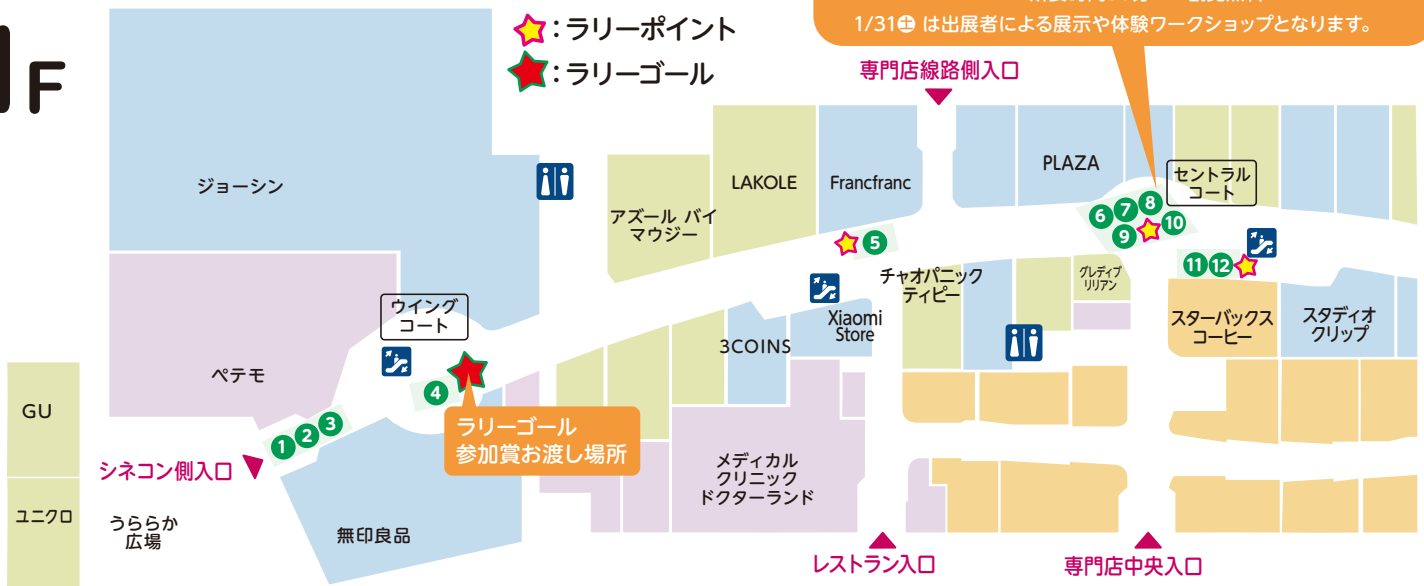 F
:ラリーポイント
:ラリーゴール
1/31㊏は出展者による展示や体験ワークショップとなります。
専門店線路側入口
ジョーシン
アズール バイ
マウジー
LAKOLE
Francfranc
PLAZA
セントラル
コート
6
7
8
9
10
5
11
12
チャオパニック
ティピー
グレディブ
リリアン
ウイング
コート
Xiaomi
Store
3COINS
スターバックス
コーヒー
スタディオ
クリップ
ペテモ
4
GU
1
2
3
ラリーゴール
参加賞お渡し場所
シネコン側入口
メディカル
クリニック
ドクターランド
ユニクロ
うららか
広場
無印良品
レストラン入口
専門店中央入口